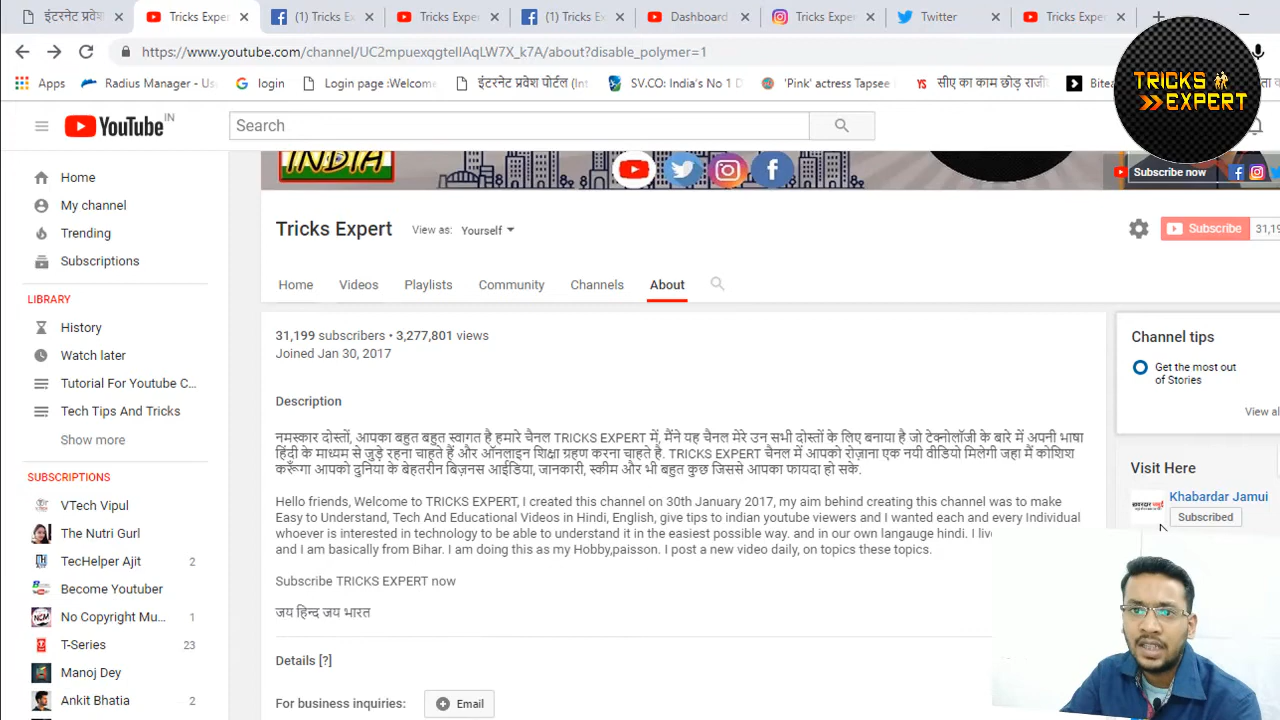 इंटरनेट प्रवेश
Tricks Expert
(1) Tricks E
Tricks Exper
(1) Tricks Ex
Dashboard
Tricks Exper
Twitter
Tricks Exper
https://www.youtube.com/channel/UC2mpuexqgtelIAqLW7X_k7A/about?disable_polymer=1
Apps
Radius Manager - Us
login
Login page :Welcome
इंटरनेट प्रवेश पोर्टल (Int
SV.CO: India's No 1 D
'Pink' actress Tapsee
सीए का काम छोड़ राजी
Bitea
TRICKS
EXPERT
YouTube IN
Search
INDIA
Subscribe now
Home
My channel
Trending
Subscriptions
LIBRARY
History
Watch later
Tutorial For Youtube C...
Tech Tips And Tricks
Show more
SUBSCRIPTIONS
VTech Vipul
The Nutri Gurl
TecHelper Ajit 2
Become Youtuber
No Copyright Mu... 1
T-Series 23
Manoj Dey
Ankit Bhatia 2
Tricks Expert
View as: Yourself
Subscribe 31,19
Home Videos Playlists Community Channels About
31,199 subscribers • 3,277,801 views
Joined Jan 30, 2017
Description
नमस्कार दोस्तों, आपका बहुत बहुत स्वागत है हमारे चैनल TRICKS EXPERT में, मैंने यह चैनल मेरे उन सभी दोस्तों के लिए बनाया है जो टेक्नोलॉजी के बारे में अपनी भाषा
हिंदी के माध्यम से जुड़े रहना चाहते हैं और ऑनलाइन शिक्षा ग्रहण करना चाहते है. TRICKS EXPERT चैनल में आपको रोज़ाना एक नयी वीडियो मिलेगी जहा मैं कोशिश
करूँगा आपको दुनिया के बेहतरीन बिज़नस आईडिया, जानकारी, स्कीम और भी बहुत कुछ जिससे आपका फायदा हो सके.
Hello friends, Welcome to TRICKS EXPERT, I created this channel on 30th January 2017, my aim behind creating this channel was to make
Easy to Understand, Tech And Educational Videos in Hindi, English, give tips to indian youtube viewers and I wanted each and every Individual
whoever is interested in technology to be able to understand it in the easiest possible way. and in our own langauge hindi. I liv
and I am basically from Bihar. I am doing this as my Hobby,paisson. I post a new video daily, on topics these topics.
Subscribe TRICKS EXPERT now
जय हिन्द जय भारत
Details [?]
For business inquiries: Email
Channel tips
Get the most out
of Stories
View al
Visit Here
Khabardar Jamui
Subscribed